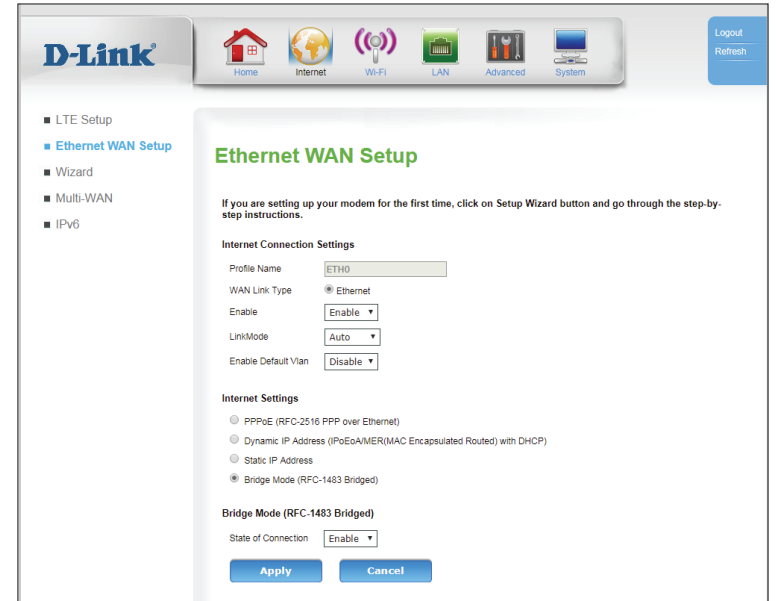 D-Link
Home
Internet
Wi-Fi
LAN
Advanced
System
Logout
Refresh
LTE Setup
Ethernet WAN Setup
Wizard
Multi-WAN
IPv6
Ethernet WAN Setup
If you are setting up your modem for the first time, click on Setup Wizard button and go through the step-by-
step instructions.
Internet Connection Settings
Profile Name ETH0
WAN Link Type Ethernet
Enable Enable
LinkMode Auto
Enable Default Vlan Disable
Internet Settings
PPPoE (RFC-2516 PPP over Ethernet)
Dynamic IP Address (IPoEoA/MER(MAC Encapsulated Routed) with DHCP)
Static IP Address
Bridge Mode (RFC-1483 Bridged)
Bridge Mode (RFC-1483 Bridged)
State of Connection Enable
Apply Cancel